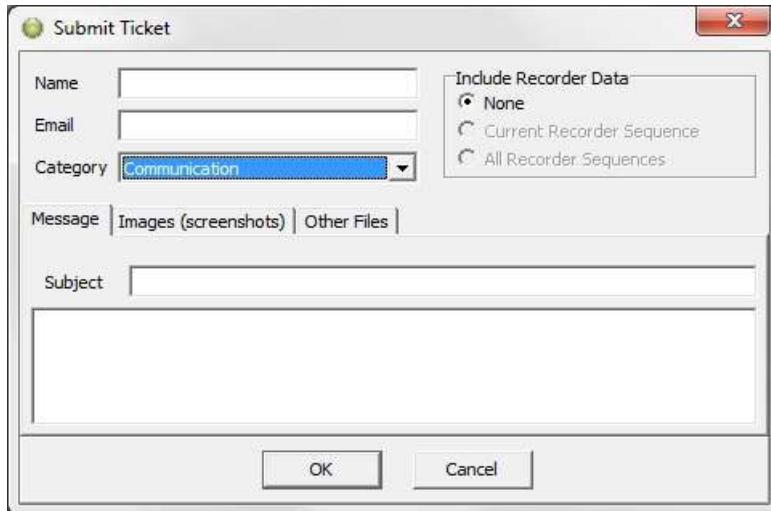 Submit Ticket
Name
Email
Category Communication
Include Recorder Data
None
Current Recorder Sequence
All Recorder Sequences
Message Images (screenshots) Other Files
Subject
OK Cancel